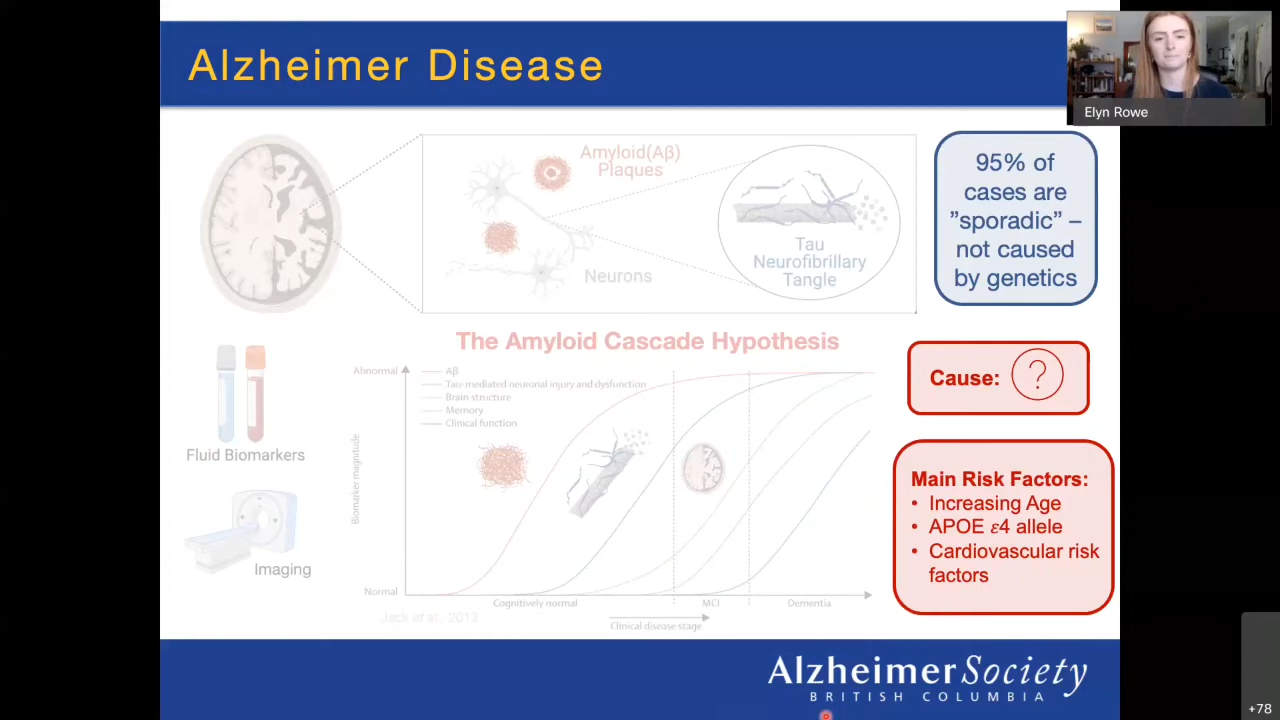 Alzheimer Disease
Elyn Rowe
Amyloid(Aβ)
Plaques
Neurons
Tau
Neurofibrillary
Tangle
95% of
cases are
”sporadic” –
not caused
by genetics
The Amyloid Cascade Hypothesis
Fluid Biomarkers
Imaging
Abnormal
Aβ
Tau-mediated neuronal injury and dysfunction
Brain structure
Memory
Clinical function
Biomarker magnitude
Normal
Cognitively normal
MCI
Dementia
Clinical disease stage
Jack et al., 2013
Cause: ?
Main Risk Factors:
• Increasing Age
• APOE ε4 allele
• Cardiovascular risk
factors
AlzheimerSociety
BRITISH COLUMBIA
+78